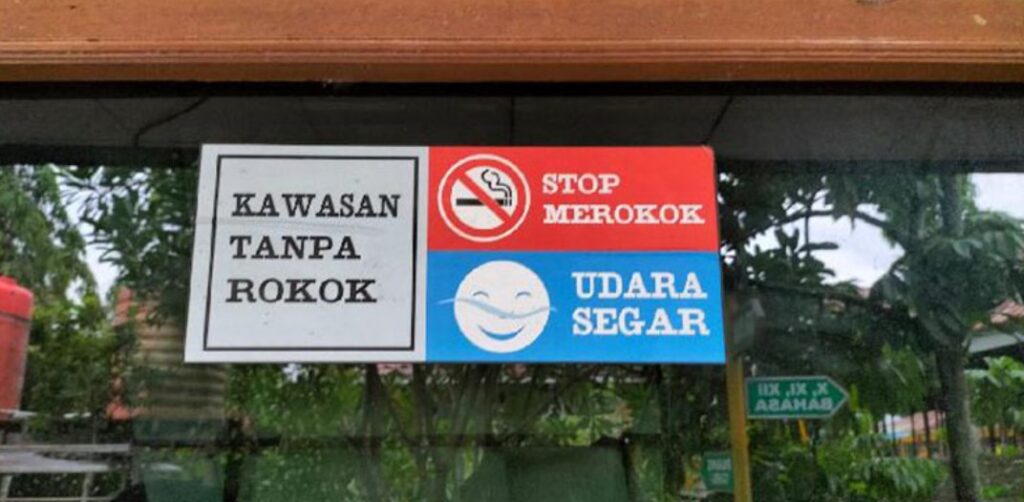 KAWASAN
TANPA
ROKOK
STOP
MEROKOK
UDARA
SEGAR
X, XI, XII
BAHASA